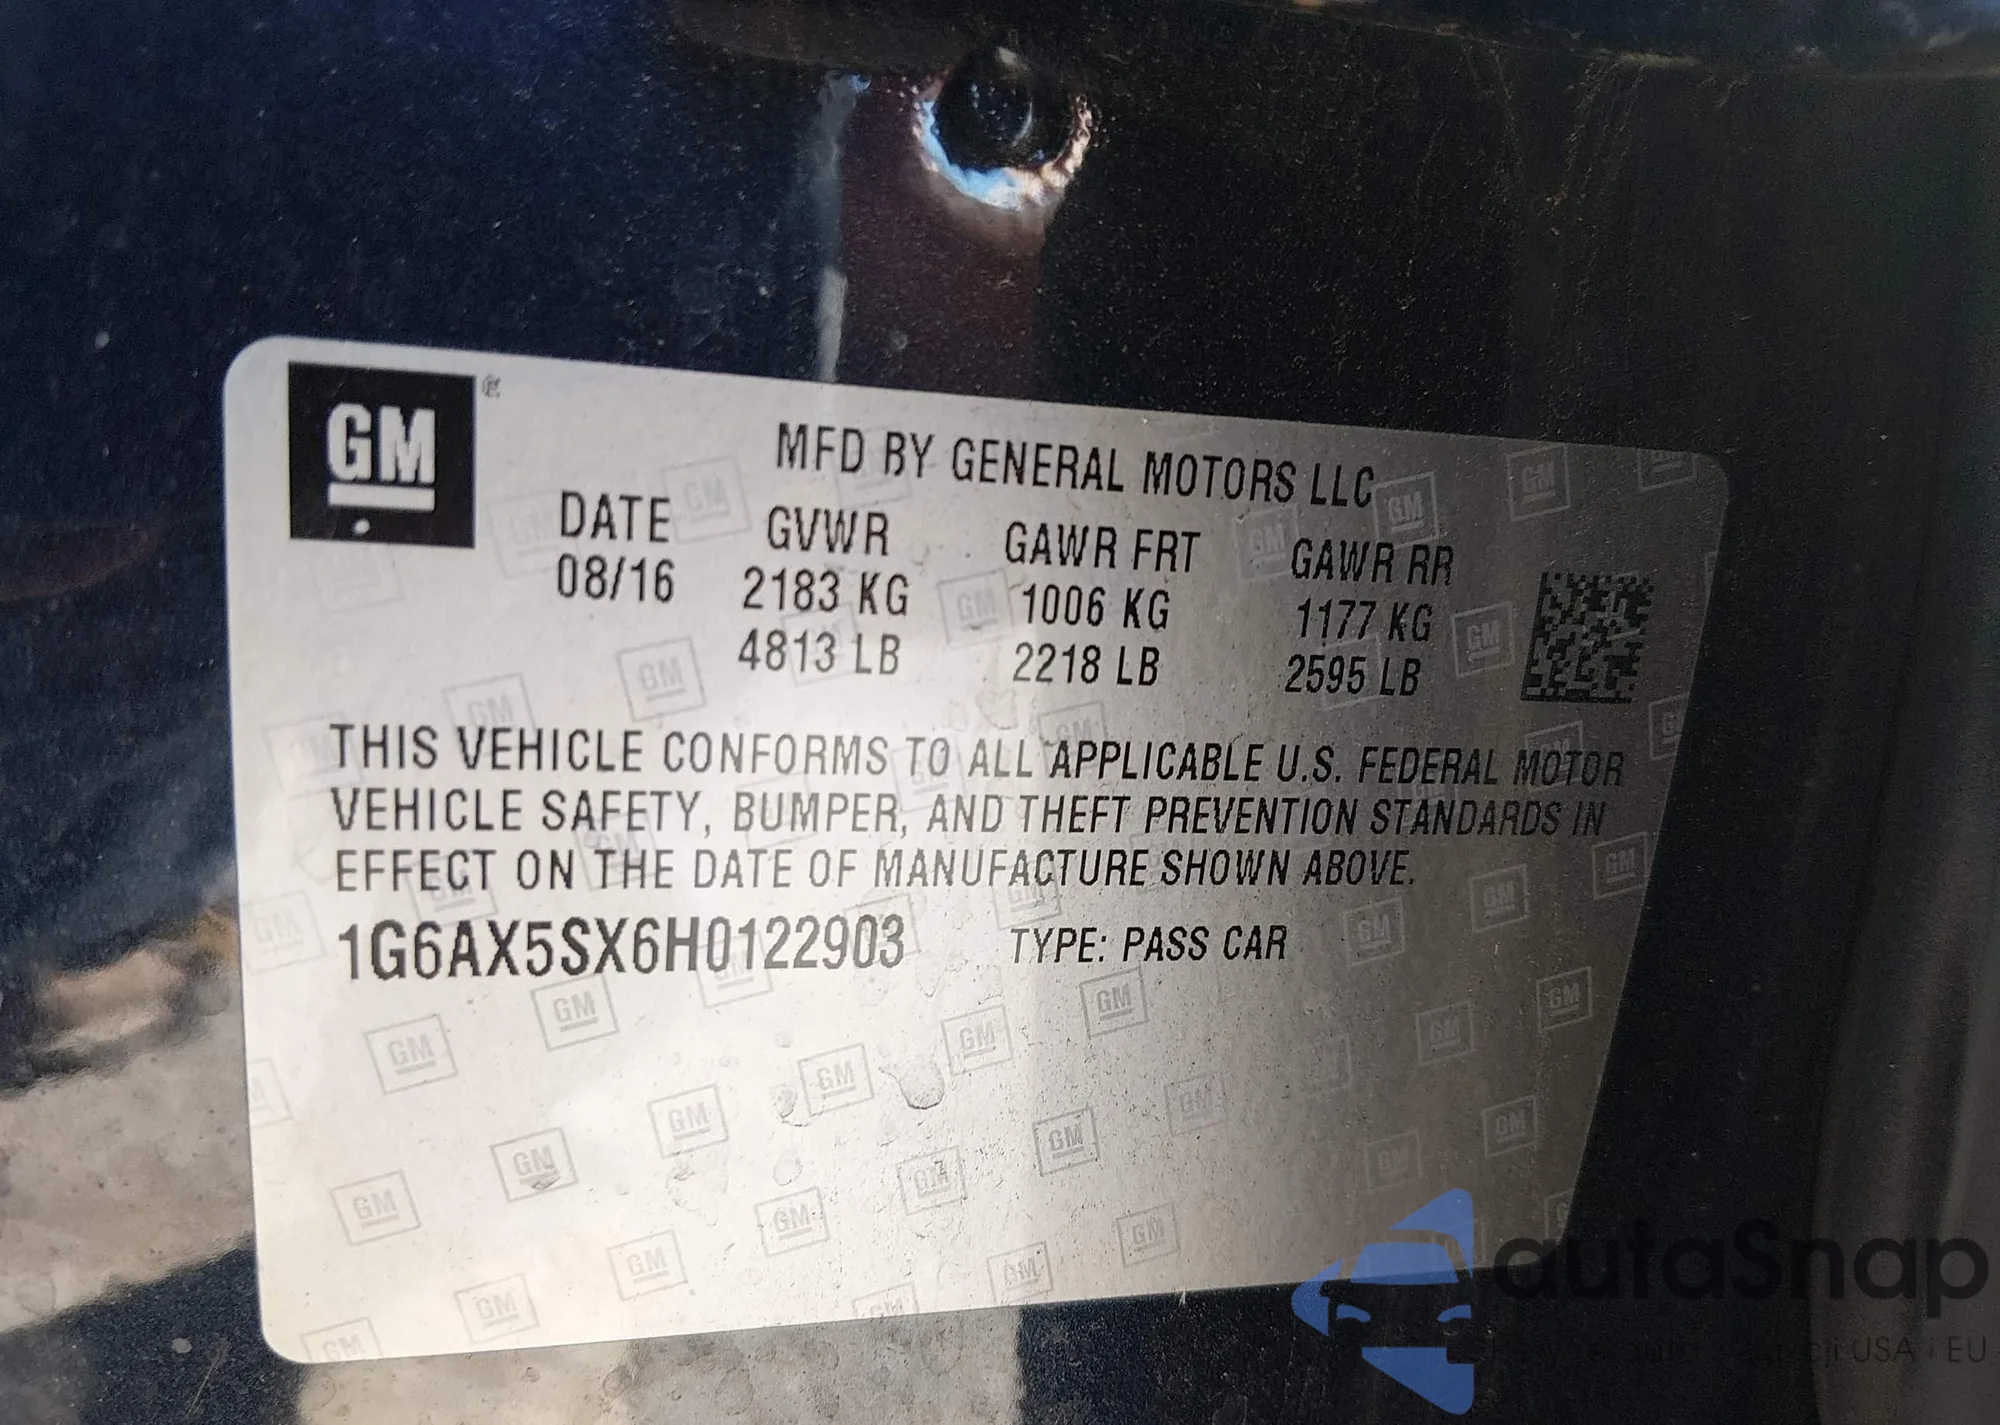 GM
MFD BY GENERAL MOTORS LLC
DATE GVWR GAWR FRT GAWR RR
08/16 2183 KG 1006 KG 1177 KG
4813 LB 2218 LB 2595 LB
THIS VEHICLE CONFORMS TO ALL APPLICABLE U.S. FEDERAL MOTOR
VEHICLE SAFETY, BUMPER, AND THEFT PREVENTION STANDARDS IN
EFFECT ON THE DATE OF MANUFACTURE SHOWN ABOVE.
1G6AX5SX6H0122903 TYPE: PASS CAR
autaSnap
USA i EU